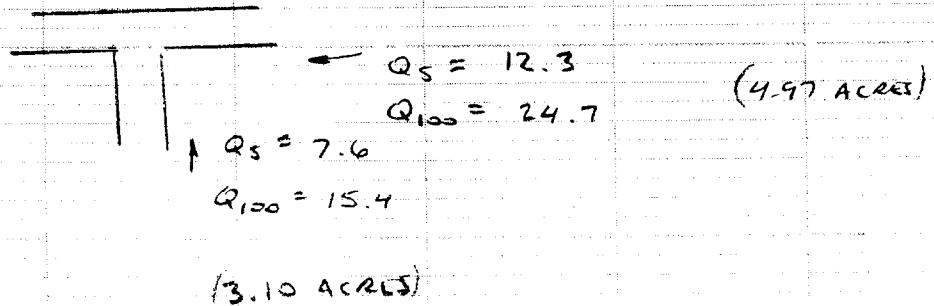 Q5 = 12.3
(4.97 ACRES)
Q100 = 24.7
Q5 = 7.6
Q100 = 15.4
(3.10 ACRES)